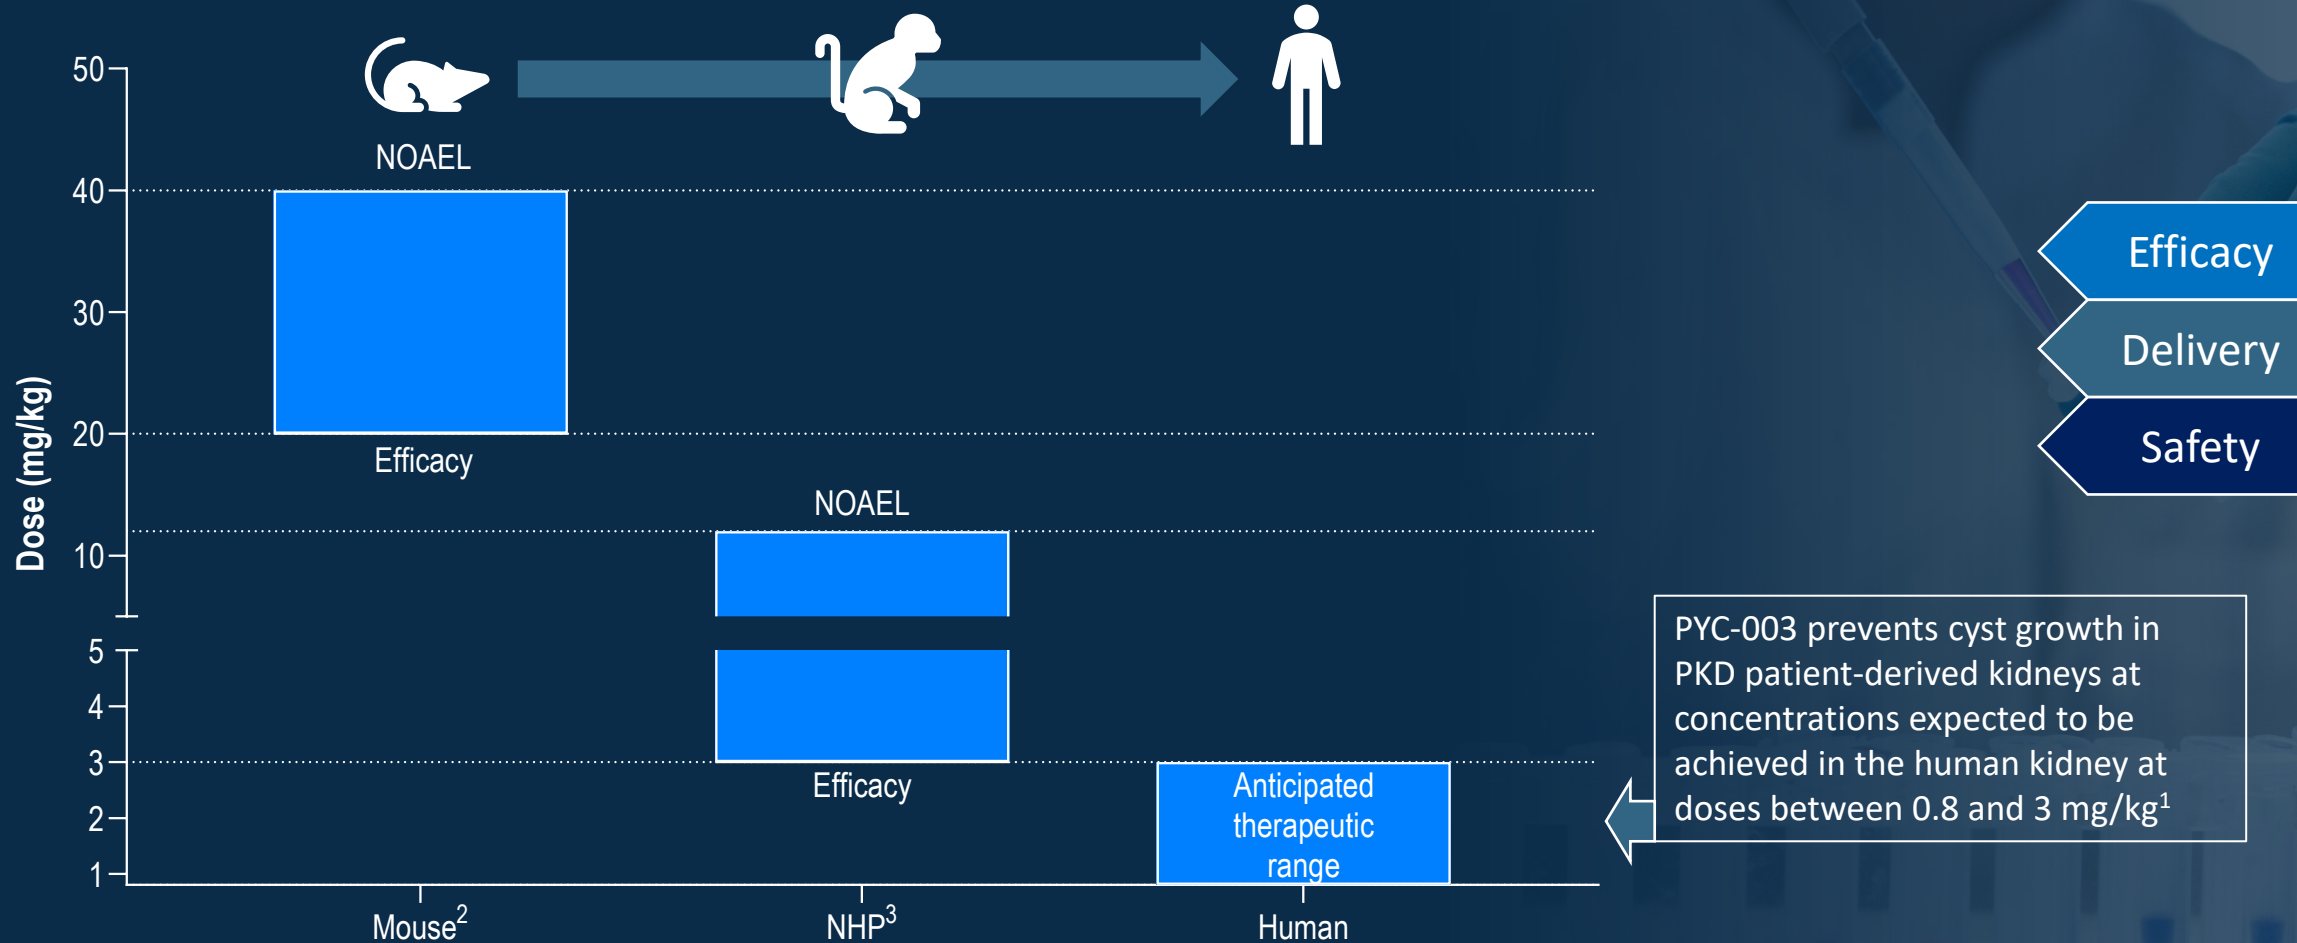 50
NOAEL
40
30
20
Efficacy
NOAEL
10
5
4
3
Efficacy
2
1
Dose (mg/kg)
Anticipated
therapeutic
range
Mouse²
NHP³
Human
Efficacy
Delivery
Safety
PYC-003 prevents cyst growth in
PKD patient-derived kidneys at
concentrations expected to be
achieved in the human kidney at
doses between 0.8 and 3 mg/kg¹